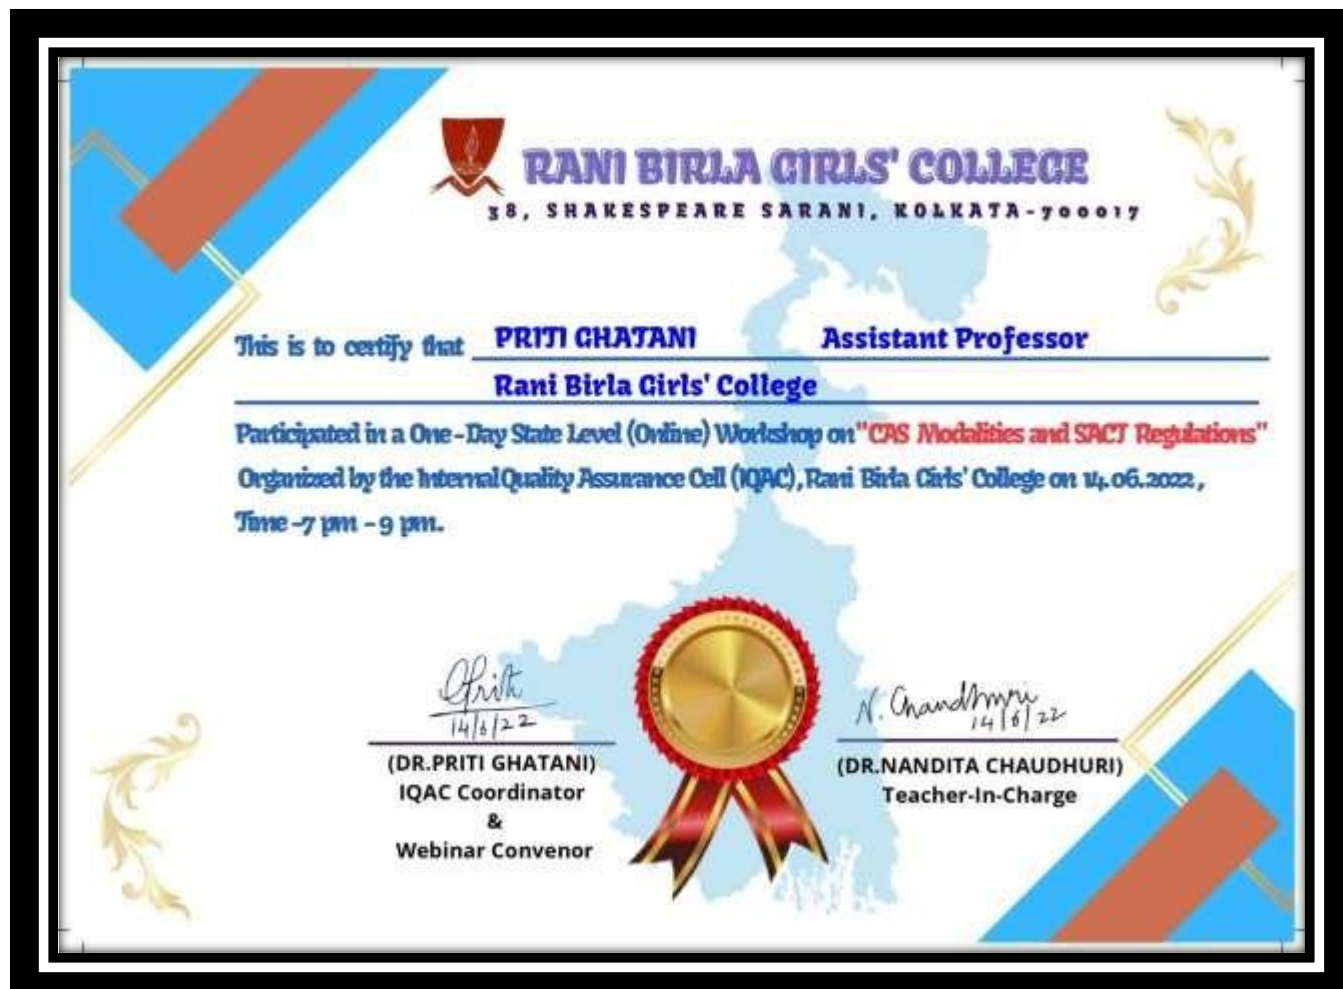 RANI BIRLA GIRLS' COLLEGE
38, SHAKESPEARE SARANI, KOLKATA-700017
This is to certify that PRITI GHATANI Assistant Professor
Rani Birla Girls' College
Participated in a One-Day State Level (Online) Workshop on "CAS Modalities and SACT Regulations"
Organized by the Internal Quality Assurance Cell (IQAC), Rani Birla Girls' College on 14.06.2022,
Time -7 pm - 9 pm.
14/6/22
(DR.PRITI GHATANI)
IQAC Coordinator
&
Webinar Convenor
N. Chaudhuri
14/6/22
(DR.NANDITA CHAUDHURI)
Teacher-In-Charge